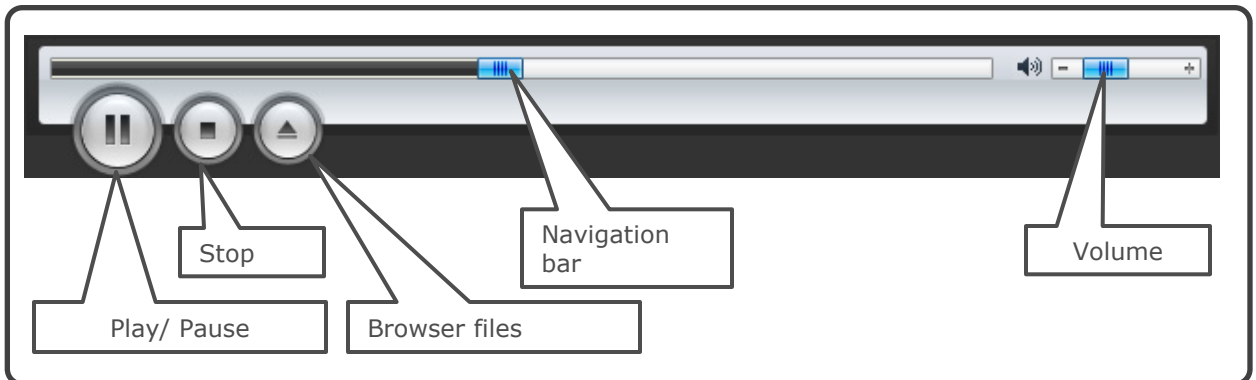 Navigation
bar
Stop
Volume
Play/ Pause
Browser files